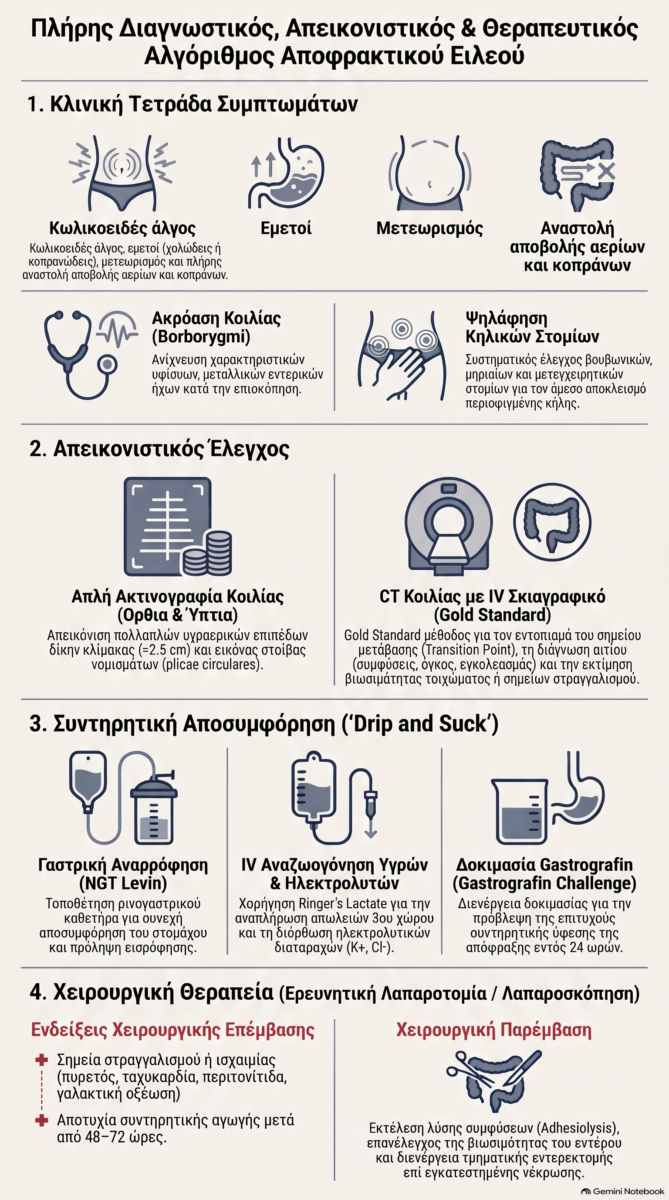 Πλήρης Διαγνωστικός, Απεικονιστικός & Θεραπευτικός
Αλγόριθμος Αποφρακτικού Ειλεού
1. Κλινική Τετράδα Συμπτωμάτων
Κωλικοειδές άλγος
Κωλικοειδές άλγος, εμετοί (χολώδεις ή
κοπρανώδεις), μετεωρισμός και πλήρης
αναστολή αποβολής αερίων και κοπράνων.
Εμετοί
Μετεωρισμός
Αναστολή
αποβολής αερίων
και κοπράνων
Ακρόαση Κοιλίας
(Borborygmi)
Ανίχνευση χαρακτηριστικών
υφίσυων, μεταλλικών εντερικών
ήχων κατά την επιοκόπηση.
Ψηλάφηση
Κηλικών Στομίων
Συστηματικός έλεγχος βουβωνικών,
μηριαίων και μετεγχειρητικών
στομίων για τον άμεσο αποκλεισμό
περιοφιγμένης κήλης.
2. Απεικονιστικός Έλεγχος
Απλή Ακτινογραφία Κοιλίας
(Όρθια & Ύπτια)
Απεικόνιση πολλαπλών υχραερικών επιπέδων
δίκην κλίμακας (=2.5 cm) και εικόνας στοίβας
νομισμάτων (plicae circulares).
CT Κοιλίας με IV Σκιαγραφικό
(Gold Standard)
Gold Standard μέθοδος για τον εντοπιαμά του σημείου
μετάβασης (Transition Point), τη διάγνωση αιτίου
(συμφύσεις, όγκος, εγκολεασμάς) και την εκτίμηση
βιωσιμότητας τοιχώματος ή σημείων στραγγαλισμού.
3. Συντηρητική Αποσυμφόρηση (‘Drip and Suck’)
Γαστρική Αναρρόφηση
(NGT Levin)
Τοποθέτηση ρινογαστρικού
καθετήρα για ουνεχή
αποσυμφόρηση του στομάχου
και πρόληψη εισρόφησης.
IV Αναζωογόνηση Υγρών
& Ηλεκτρολυτών
Χορήγηση Ringer's Lactate για την
αναπλήρωση απωλειών 3ου χώρου
και τη διόρθωση ηλεκτρολυτικών
διαταραχών (K+, Cl-).
Δοκιμασία Gastrografin
(Gastrografin Challenge)
Διενέργεια δοκιμασίας για την
πρόβλεψη της επιτυχούς
συντηρητικής ύφεσης της
απόφραξης εντός 24 ωρών.
4. Χειρουργική Θεραπεία (Ερευνητική Λαπαροτομία / Λαπαροσκόπηση)
Ενδείξεις Χειρουργικής Επέμβασης
Σημεία στραγγαλισμού ή ισχαιμίας
(πυρετός, ταχυκαρδία, περιτονίτιδα,
γαλακτική οξέωση)
Αποτυχία συντηρητικής αγωγής μετά
από 48–72 ώρες.
Χειρουργική Παρέμβαση
Εκτέλεση λύσης συμφύσεων (Adhesiolysis),
επανέλεγχος της βιωσιμότητας του εντέρου
και διενέργεια τμηματικής εντερεκτομής
επί εγκατεστημένης νέκρωσης.
Gemini Notebook